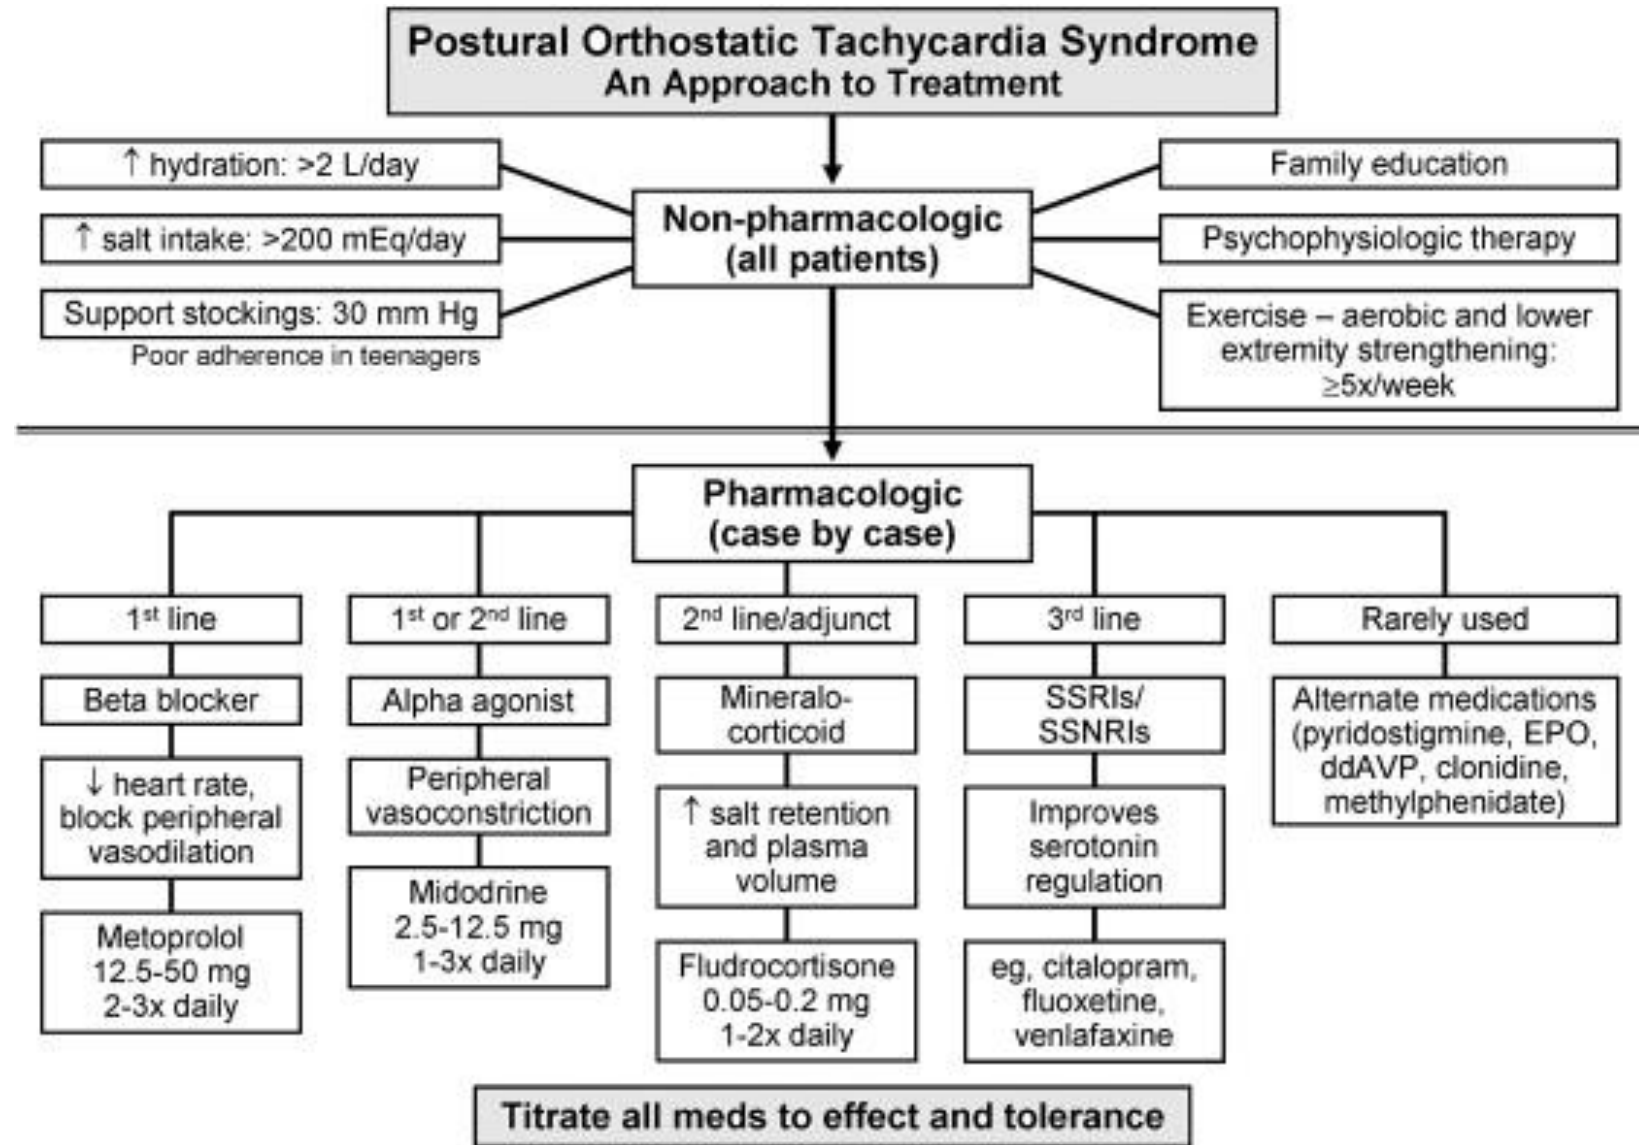 Postural Orthostatic Tachycardia Syndrome
An Approach to Treatment
↑ hydration: >2 L/day
↑ salt intake: >200 mEq/day
Support stockings: 30 mm Hg
Poor adherence in teenagers
Non-pharmacologic
(all patients)
Family education
Psychophysiologic therapy
Exercise – aerobic and lower
extremity strengthening:
≥5x/week
Pharmacologic
(case by case)
1st line
Beta blocker
↓ heart rate,
block peripheral
vasodilation
Metoprolol
12.5-50 mg
2-3x daily
1st or 2nd line
Alpha agonist
Peripheral
vasoconstriction
Midodrine
2.5-12.5 mg
1-3x daily
2nd line/adjunct
Mineralo-
corticoid
↑ salt retention
and plasma
volume
Fludrocortisone
0.05-0.2 mg
1-2x daily
3rd line
SSRIs/
SSNRIs
Improves
serotonin
regulation
eg, citalopram,
fluoxetine,
venlafaxine
Rarely used
Alternate medications
(pyridostigmine, EPO,
ddAVP, clonidine,
methylphenidate)
Titrate all meds to effect and tolerance